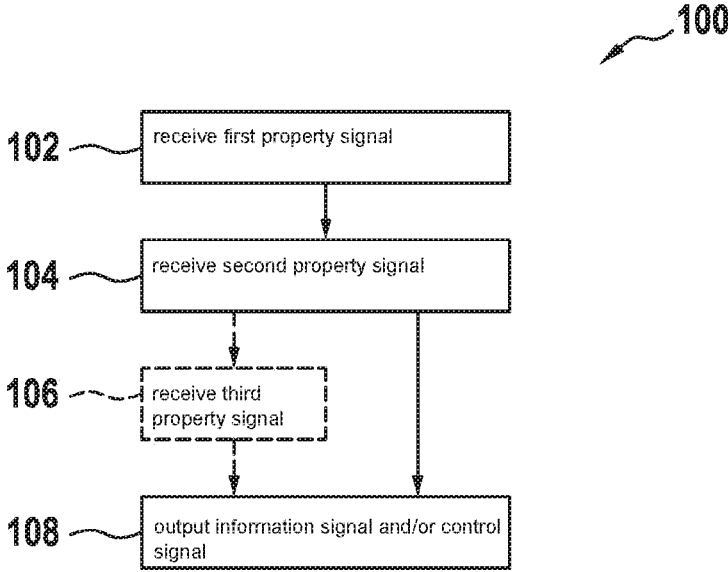 100
102
receive first property signal
104
receive second property signal
106
receive third
property signal
108
output information signal and/or control
signal